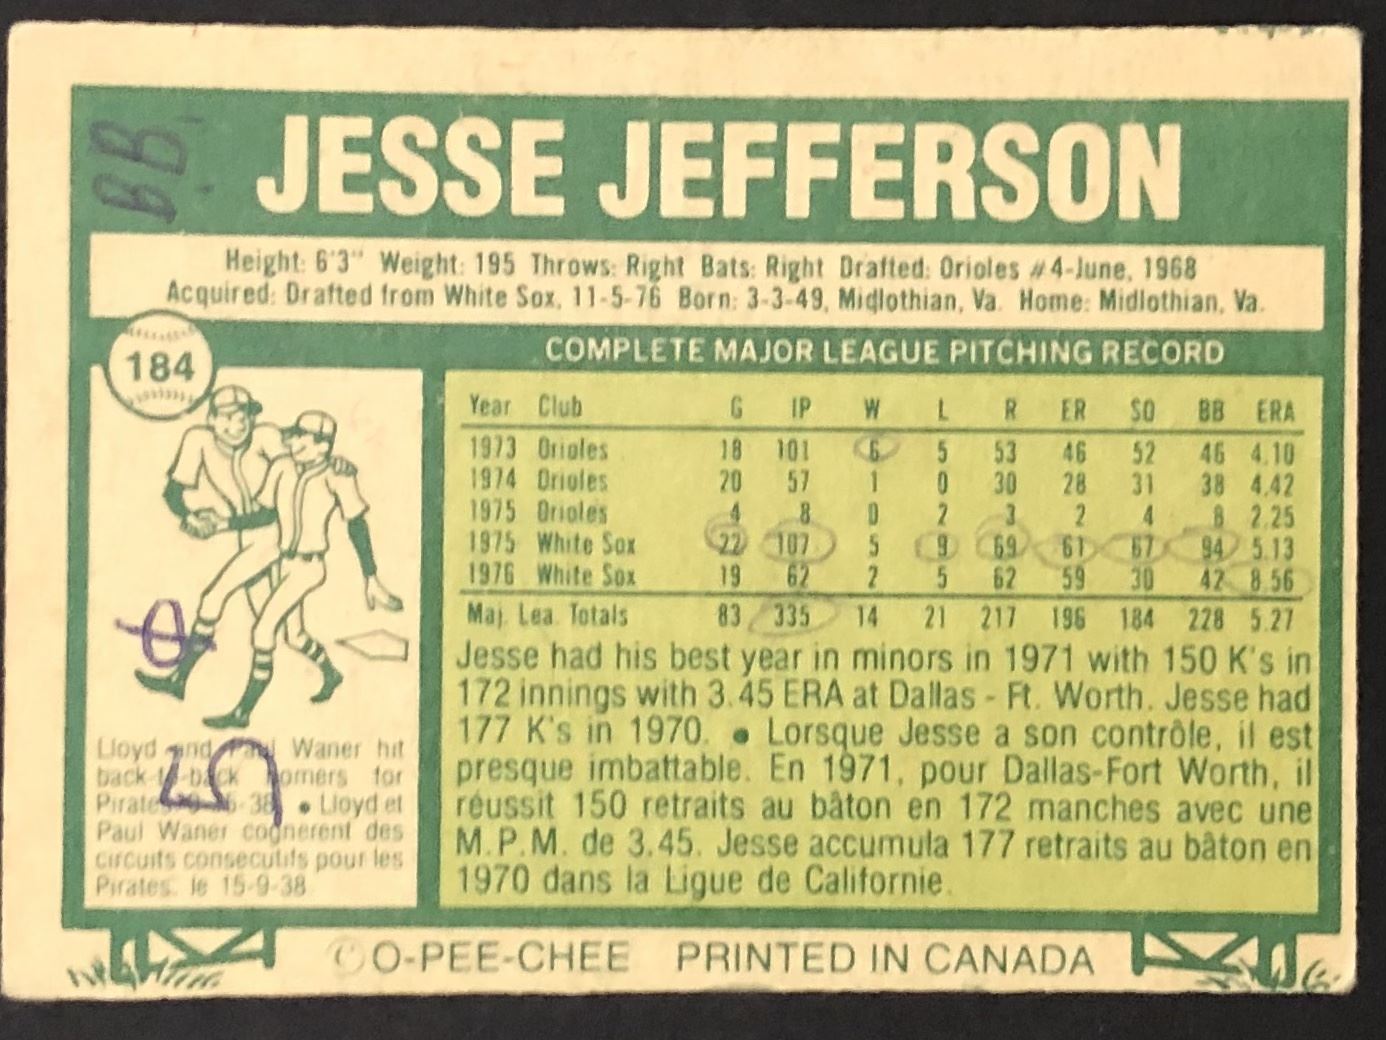 BB
JESSE JEFFERSON
Height: 6'3" Weight: 195 Throws: Right Bats: Right Drafted: Orioles #4-June, 1968
Acquired: Drafted from White Sox, 11-5-76 Born: 3-3-49, Midlothian, Va. Home: Midlothian, Va.
184
COMPLETE MAJOR LEAGUE PITCHING RECORD
Year Club G IP W L R ER SO BB ERA
1973 Orioles 18 101 6 5 53 46 52 46 4.10
1974 Orioles 20 57 1 0 30 28 31 38 4.42
1975 Orioles 4 8 0 2 3 2 4 8 2.25
1975 White Sox 22 107 5 9 69 61 67 94 5.13
1976 White Sox 19 62 2 5 62 59 30 42 8.56
Maj. Lea. Totals 83 335 14 21 217 196 184 228 5.27
Jesse had his best year in minors in 1971 with 150 K's in
172 innings with 3.45 ERA at Dallas - Ft. Worth. Jesse had
177 K's in 1970. • Lorsque Jesse a son contrôle, il est
presque imbattable. En 1971, pour Dallas-Fort Worth, il
réussit 150 retraits au bâton en 172 manches avec une
M.P.M. de 3.45. Jesse accumula 177 retraits au bâton en
1970 dans la Ligue de Californie.
Lloyd and Paul Waner hit
back-to-back homers for
Pirates 38 • Lloyd et
Paul Waner cognerent des
circuits consecutifs pour les
Pirates, le 15-9-38
5
© O-PEE-CHEE PRINTED IN CANADA